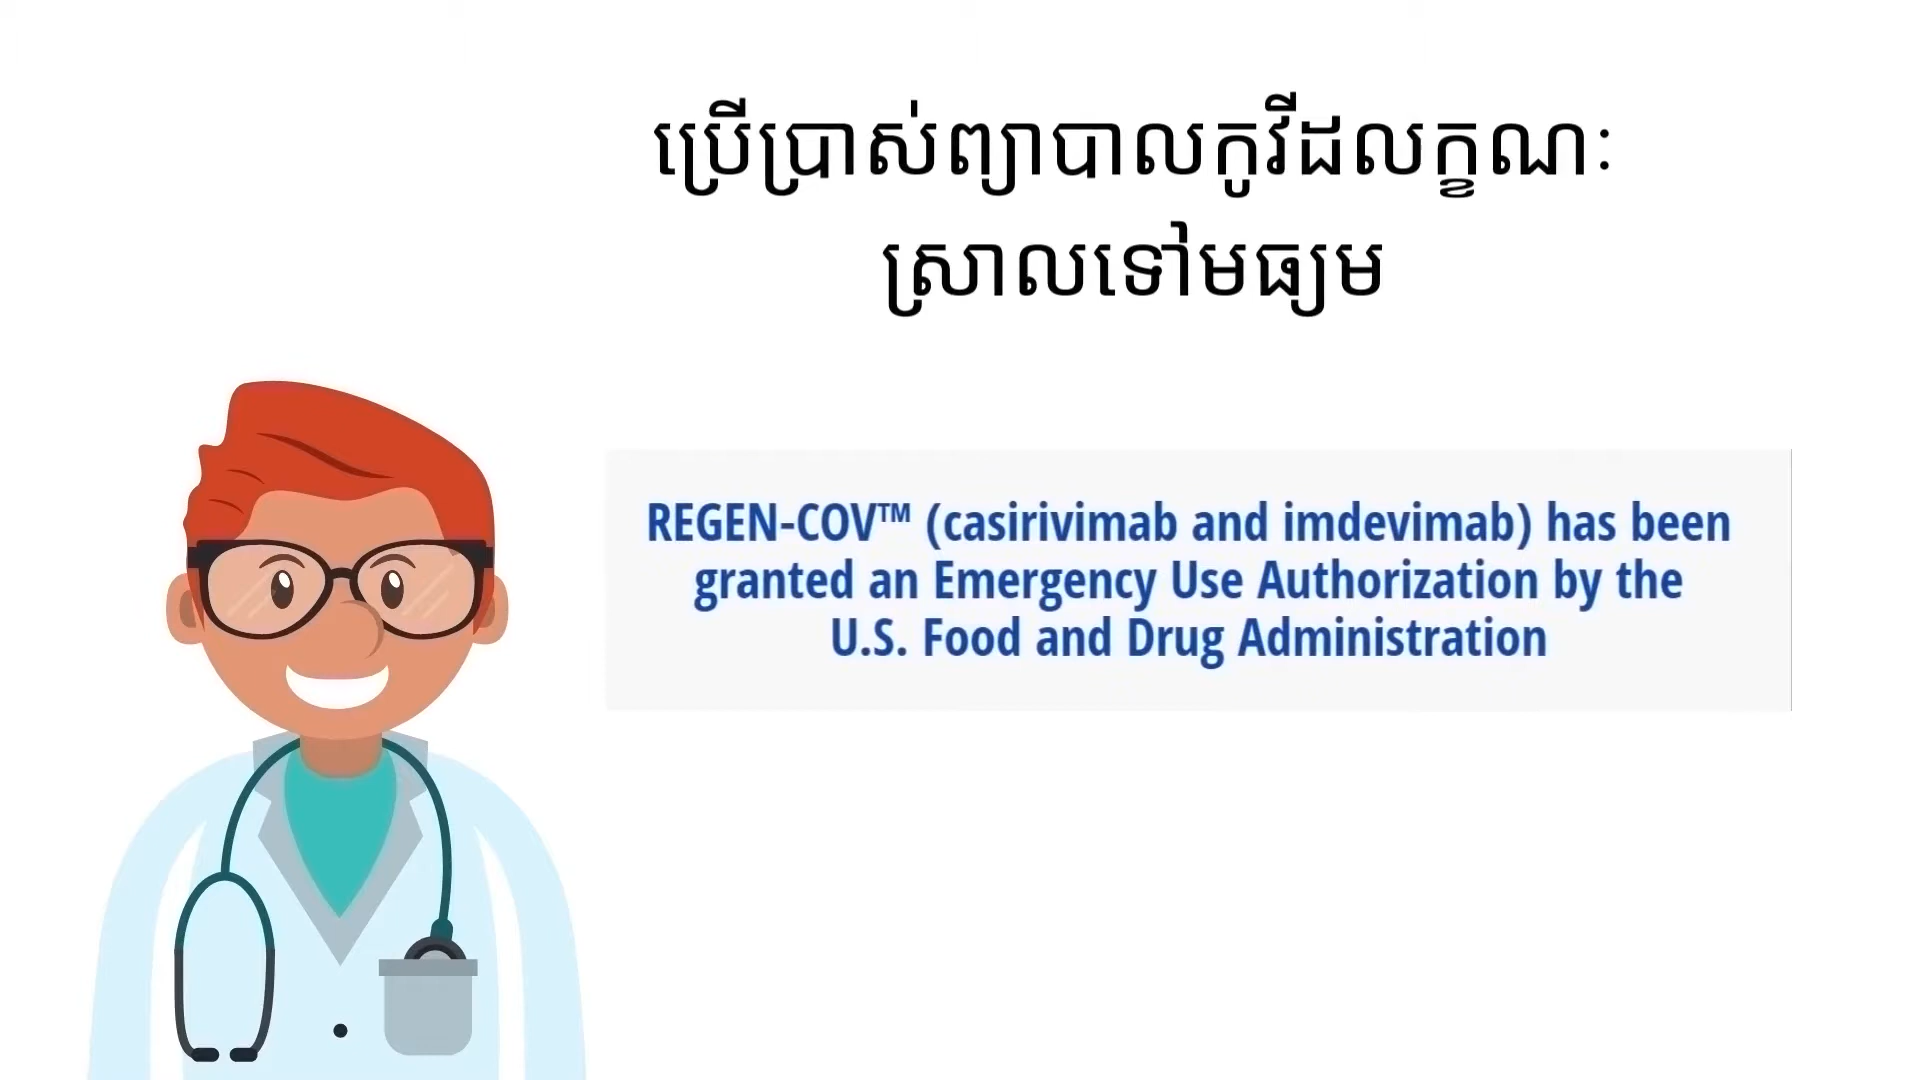 ប្រើប្រាស់ព្យាបាលកូវីដលក្ខណៈ
ស្រាលទៅមធ្យម
REGEN-COV™ (casirivimab and imdevimab) has been
granted an Emergency Use Authorization by the
U.S. Food and Drug Administration